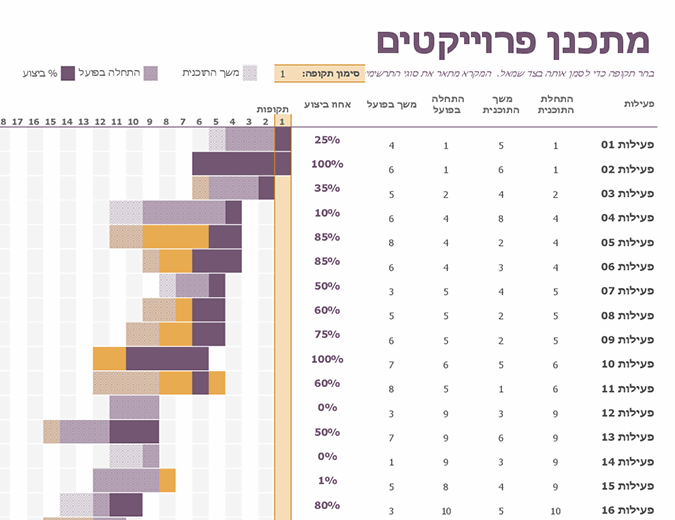 מתכנן פרוייקטים
בחר תקופה כדי לסמן אותה בצד שמאל. המקרא מתאר את סוגי התרשימי
סימון תקופה: 1
משך התוכנית
התחלה בפועל
% ביצוע
פעילות התחלת התוכנית משך התוכנית התחלה בפועל משך בפועל אחוז ביצוע תקופות
1 2 3 4 5 6 7 8 9 10 11 12 13 14 15 16 17 8
פעילות 01 1 5 1 4 25%
פעילות 02 1 6 1 6 100%
פעילות 03 2 4 2 5 35%
פעילות 04 4 8 4 6 10%
פעילות 05 4 2 4 8 85%
פעילות 06 4 3 4 6 85%
פעילות 07 5 4 5 3 50%
פעילות 08 5 2 5 5 60%
פעילות 09 5 2 5 6 75%
פעילות 10 6 5 6 7 100%
פעילות 11 6 1 5 8 60%
פעילות 12 9 3 9 3 0%
פעילות 13 9 6 9 7 50%
פעילות 14 9 3 9 1 0%
פעילות 15 9 4 8 5 1%
פעילות 16 10 5 10 3 80%